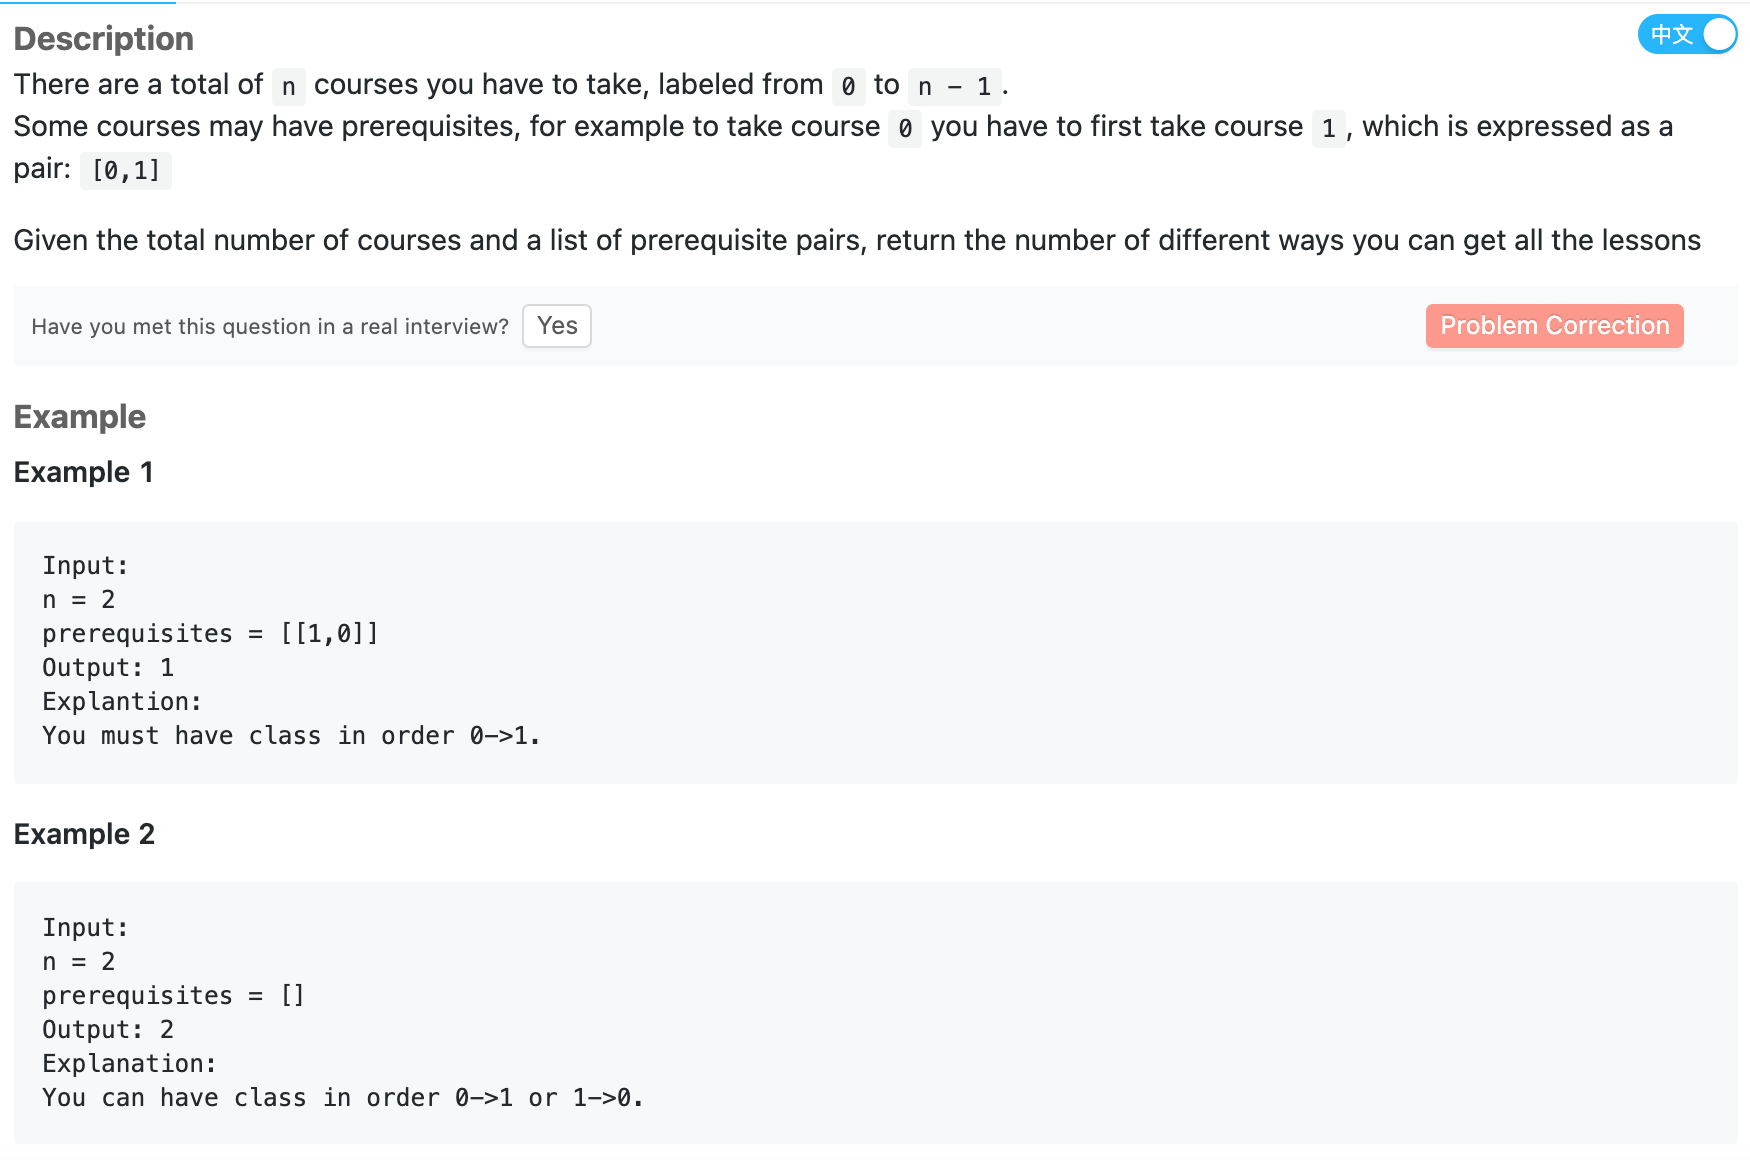 Description
中文
There are a total of n courses you have to take, labeled from 0 to n - 1.
Some courses may have prerequisites, for example to take course 0 you have to first take course 1, which is expressed as a
pair: [0,1]
Given the total number of courses and a list of prerequisite pairs, return the number of different ways you can get all the lessons
Have you met this question in a real interview? Yes
Problem Correction
Example
Example 1
Input:
n = 2
prerequisites = [[1,0]]
Output: 1
Explantion:
You must have class in order 0->1.
Example 2
Input:
n = 2
prerequisites = []
Output: 2
Explanation:
You can have class in order 0->1 or 1->0.